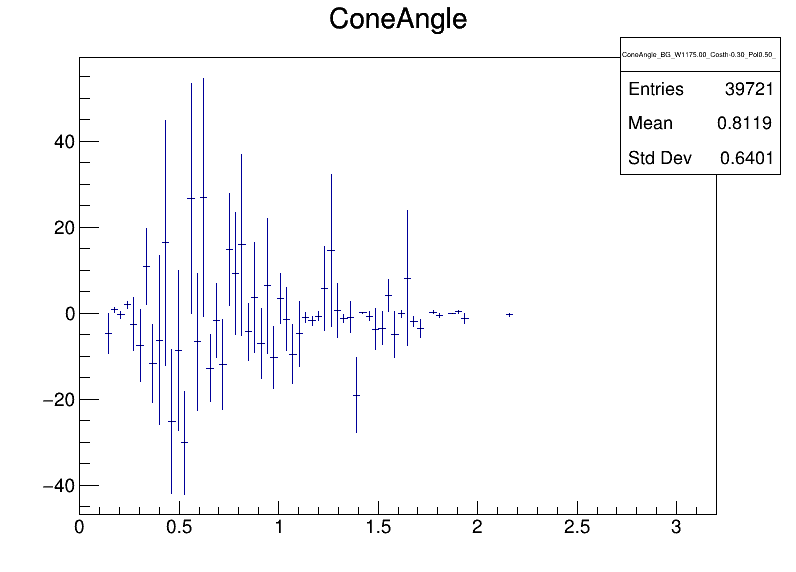 ConeAngle
ConeAngle_BG_W1175.00_Costh-0.30_Pol0.50_
Entries 39721
Mean 0.8119
Std Dev 0.6401
40
20
0
−20
−40
0 0.5 1 1.5 2 2.5 3